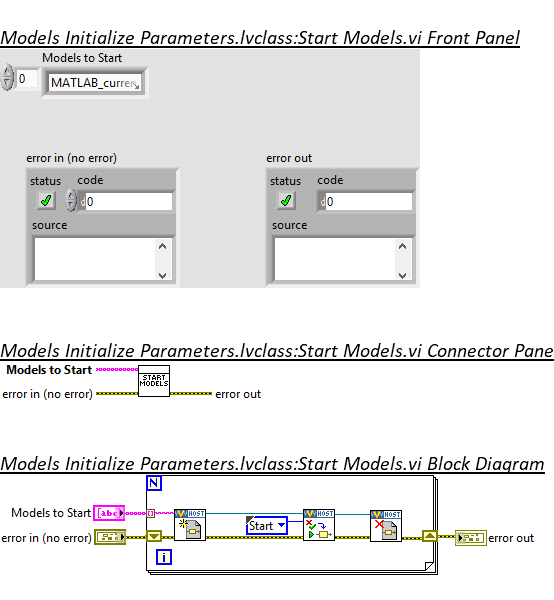 Models Initialize Parameters.lvclass:Start Models.vi Front Panel
Models to Start
0
MATLAB_curren
error in (no error)
error out
status code
status code
0
0
source
source
Models Initialize Parameters.lvclass:Start Models.vi Connector Pane
Models to Start
START
MODELS
error in (no error)
error out
Models Initialize Parameters.lvclass:Start Models.vi Block Diagram
N
Models to Start
abc
HOST
HOST
HOST
Start
error in (no error)
error out
i